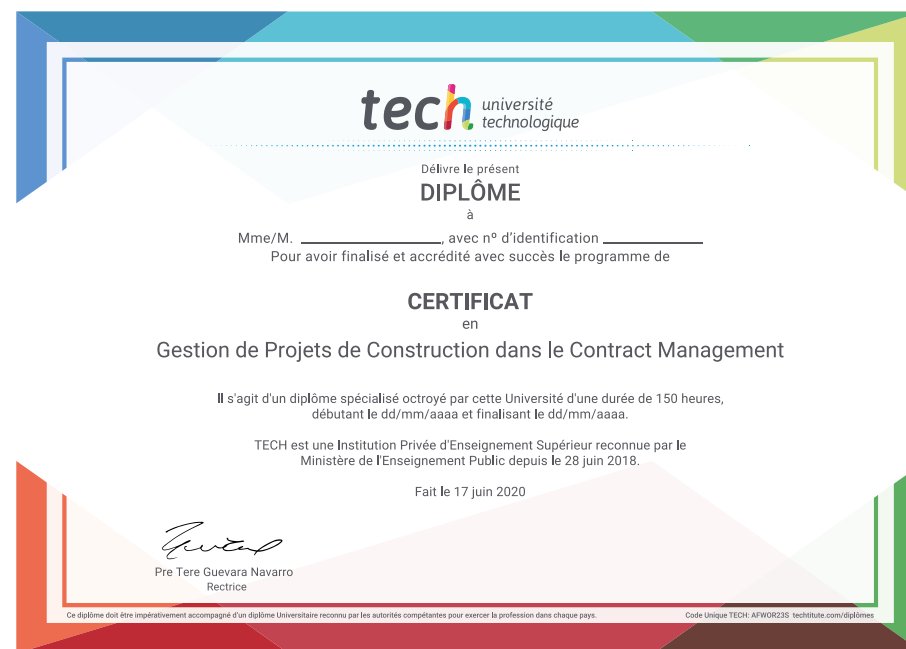 tech université
technologique
Délivre le présent
DIPLÔME
à
Mme/M. ____________________, avec nº d'identification ______________
Pour avoir finalisé et accrédité avec succès le programme de
CERTIFICAT
en
Gestion de Projets de Construction dans le Contract Management
Il s'agit d'un diplôme spécialisé octroyé par cette Université d'une durée de 150 heures,
débutant le dd/mm/aaaa et finalisant le dd/mm/aaaa.
TECH est une Institution Privée d'Enseignement Supérieur reconnue par le
Ministère de l'Enseignement Public depuis le 28 juin 2018.
Fait le 17 juin 2020
Pre Tere Guevara Navarro
Rectrice
Ce diplôme doit être impérativement accompagné d'un diplôme Universitaire reconnu par les autorités compétantes pour exercer la profession dans chaque pays.
Code Unique TECH: AFWOR23S techtitute.com/diplômes